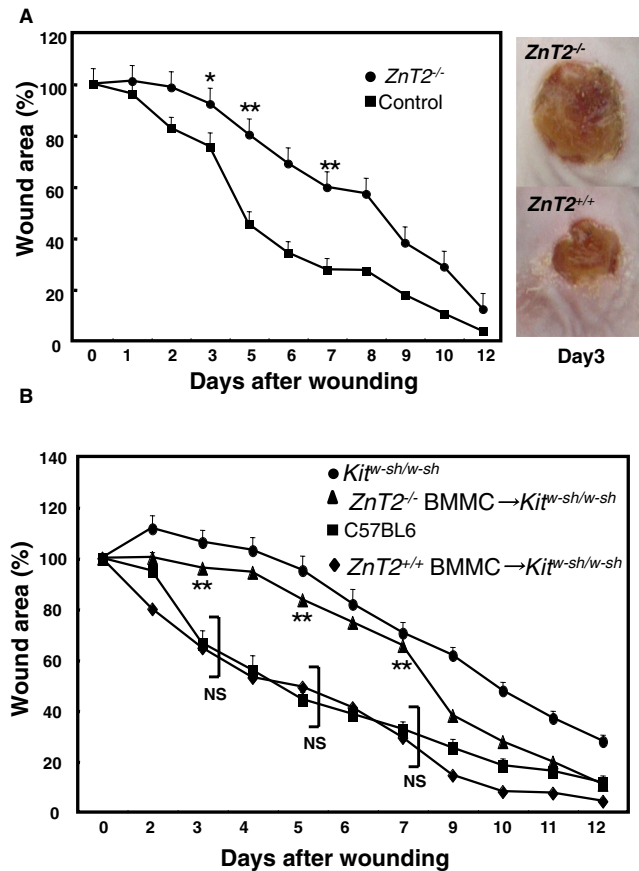 A
120
100
80
60
40
20
0
Wound area (%)
ZnT2-/-
Control
*
**
**
0 1 2 3 5 6 7 8 9 10 12
Days after wounding
ZnT2-/-
ZnT2+/+
Day3
B
140
120
100
80
60
40
20
0
Wound area (%)
Kitw-sh/w-sh
ZnT2-/- BMMC→Kitw-sh/w-sh
C57BL6
ZnT2+/+ BMMC→Kitw-sh/w-sh
**
**
**
NS
NS
NS
0 2 3 4 5 6 7 9 10 11 12
Days after wounding